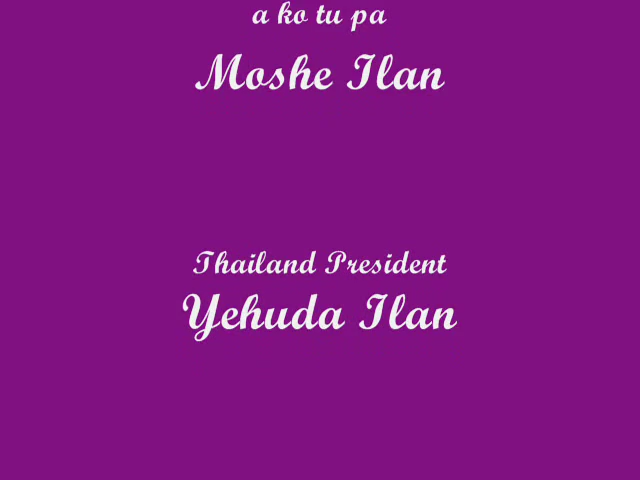 a ko tu pa
Moshe Ilan
Thailand President
Yehuda Ilan